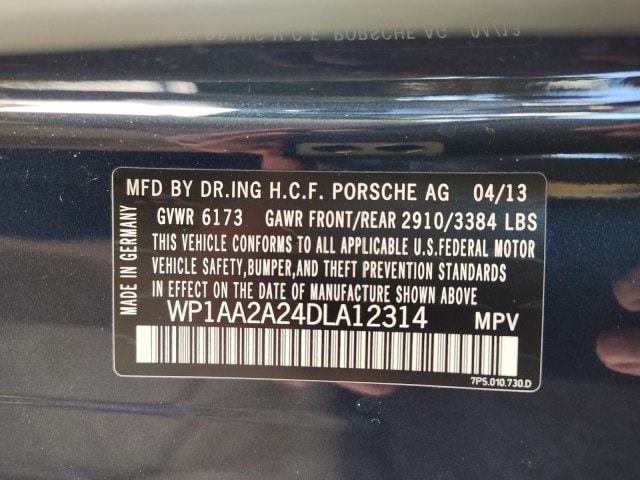 MFD BY DR.ING H.C.F. PORSCHE AG 04/13
GVWR 6173 GAWR FRONT/REAR 2910/3384 LBS
MADE IN GERMANY
THIS VEHICLE CONFORMS TO ALL APPLICABLE U.S.FEDERAL MOTOR
VEHICLE SAFETY,BUMPER,AND THEFT PREVENTION STANDARDS
IN EFFECT ON THE DATE OF MANUFACTURE SHOWN ABOVE.
WP1AA2A24DLA12314 MPV
7P5.010.730.D